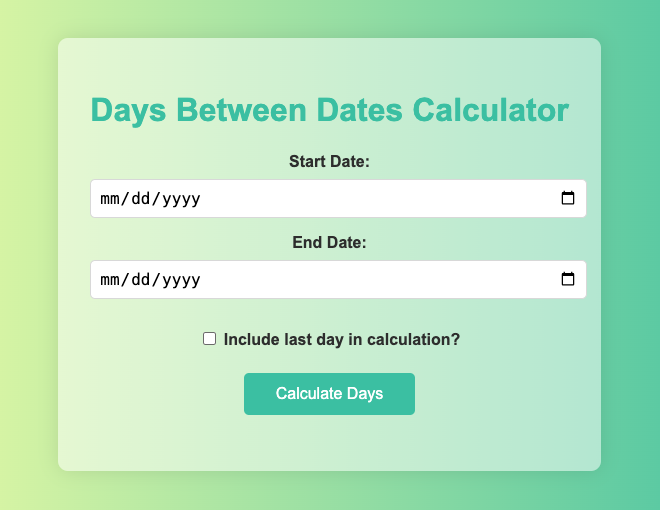 Days Between Dates Calculator
Start Date:
mm/dd/yyyy
End Date:
mm/dd/yyyy
Include last day in calculation?
Calculate Days